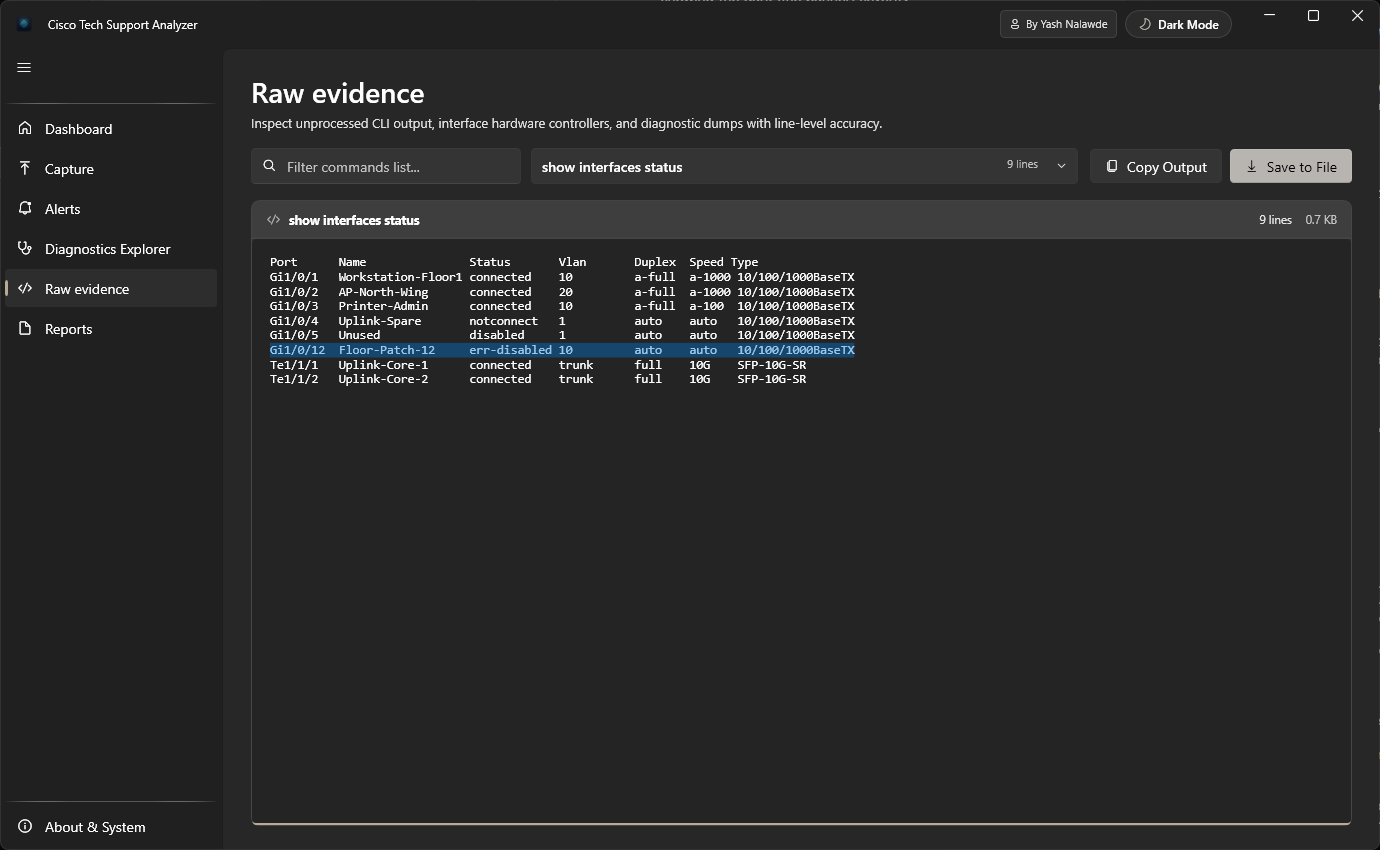 Cisco Tech Support Analyzer
By Yash Nalawde
Dark Mode
Dashboard
Capture
Alerts
Diagnostics Explorer
Raw evidence
Reports
About & System
Raw evidence
Inspect unprocessed CLI output, interface hardware controllers, and diagnostic dumps with line-level accuracy.
Filter commands list...
show interfaces status 9 lines
Copy Output
Save to File
</> show interfaces status 9 lines 0.7 KB
Port Name Status Vlan Duplex Speed Type
Gi1/0/1 Workstation-Floor1 connected 10 a-full a-1000 10/100/1000BaseTX
Gi1/0/2 AP-North-Wing connected 20 a-full a-1000 10/100/1000BaseTX
Gi1/0/3 Printer-Admin connected 10 a-full a-100 10/100/1000BaseTX
Gi1/0/4 Uplink-Spare notconnect 1 auto auto 10/100/1000BaseTX
Gi1/0/5 Unused disabled 1 auto auto 10/100/1000BaseTX
Gi1/0/12 Floor-Patch-12 err-disabled 10 auto auto 10/100/1000BaseTX
Te1/1/1 Uplink-Core-1 connected trunk full 10G SFP-10G-SR
Te1/1/2 Uplink-Core-2 connected trunk full 10G SFP-10G-SR